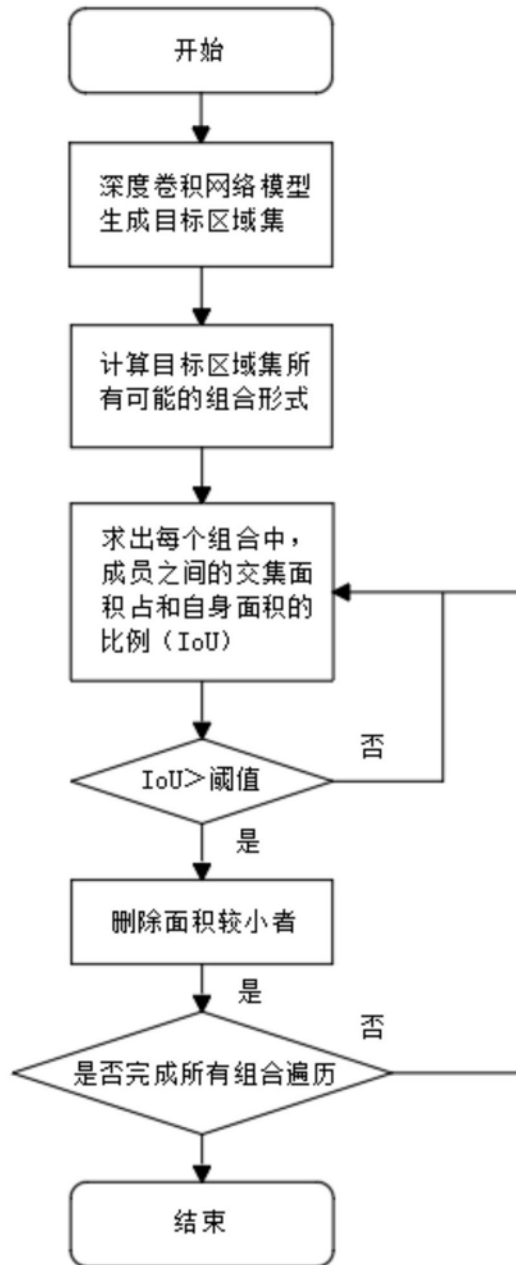 开始
深度卷积网络模型
生成目标区域集
计算目标区域集所
有可能的组合形式
求出每个组合中，
成员之间的交集面
积占和自身面积的
比例（IoU）
否
IoU>阈值
是
删除面积较小者
是
否
是否完成所有组合遍历
结束